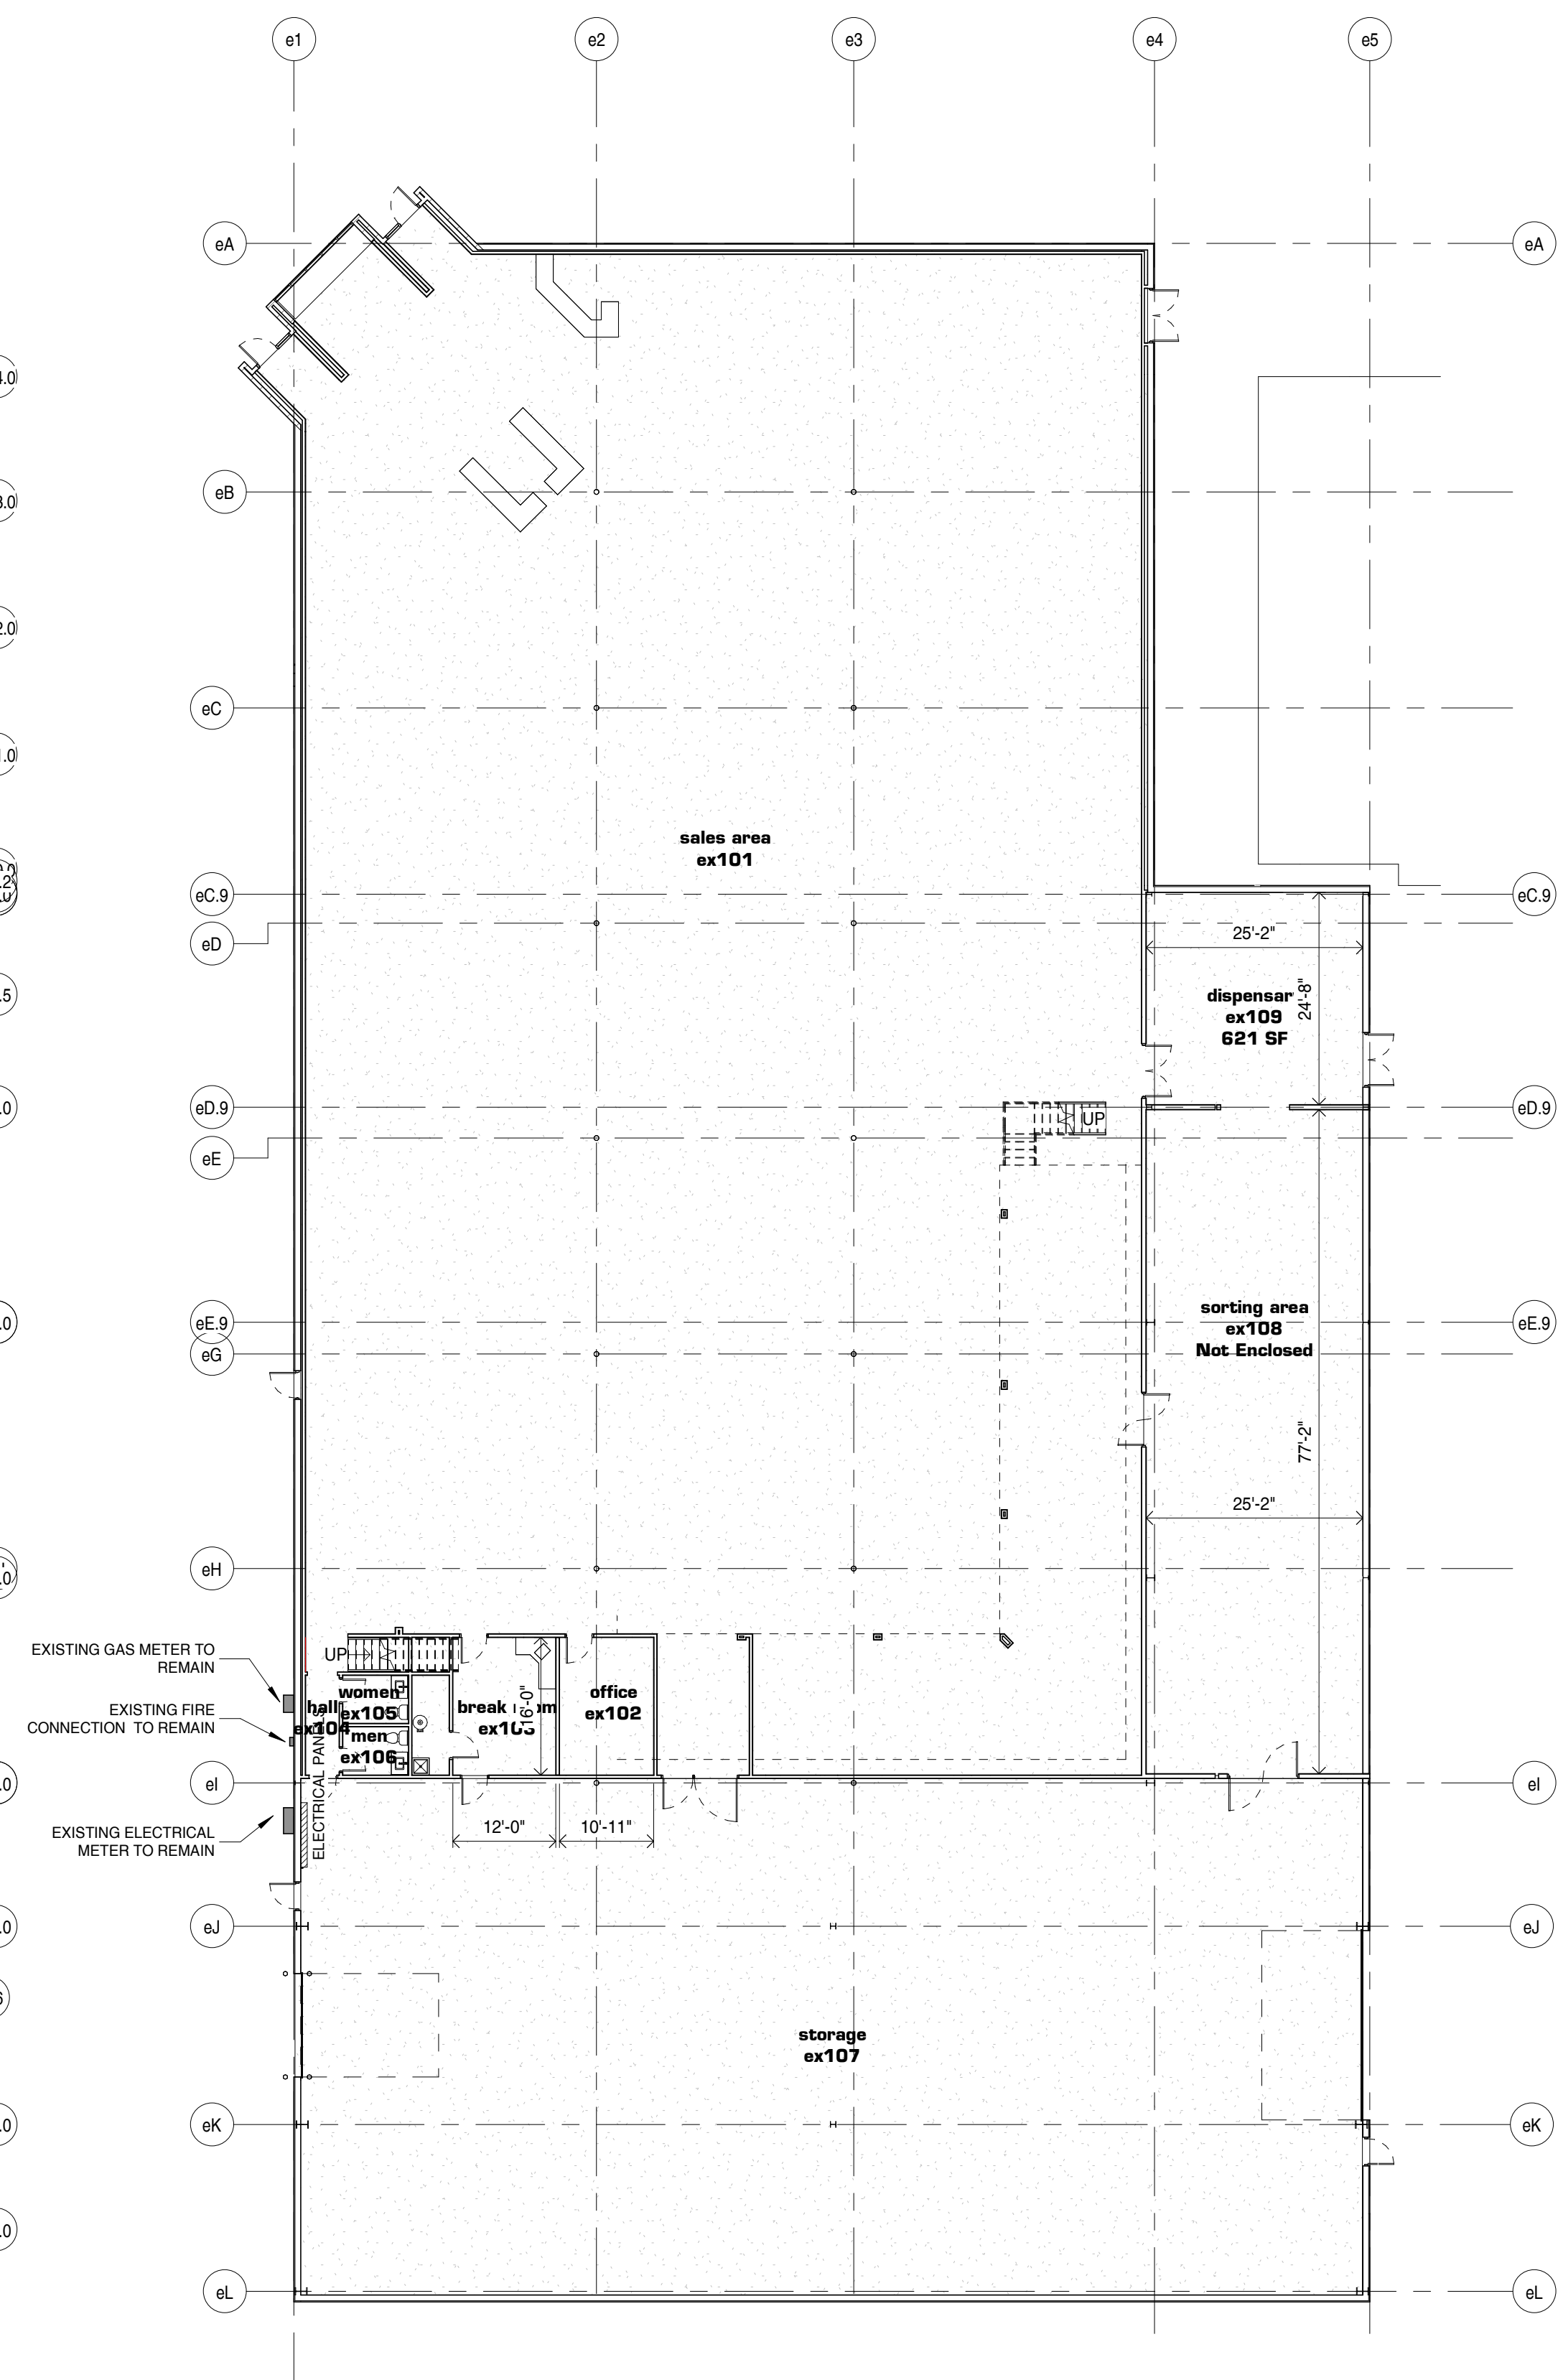 e1
e2
e3
e4
e5
eA
eA
eB
eC
sales area
ex101
eC.9
eC.9
eD
25'-2"
24'-8"
dispensar
ex109
621 SF
eD.9
eD.9
UP
eE
sorting area
ex108
Not Enclosed
eE.9
eE.9
eG
77'-2"
25'-2"
eH
EXISTING GAS METER TO
REMAIN
UP
EXISTING FIRE
CONNECTION TO REMAIN
hall
ex104
women
ex105
men
ex106
break room
ex103
16'-0"
office
ex102
ELECTRICAL PANELS
eI
eI
EXISTING ELECTRICAL
METER TO REMAIN
12'-0"
10'-11"
eJ
eJ
storage
ex107
eK
eK
eL
eL